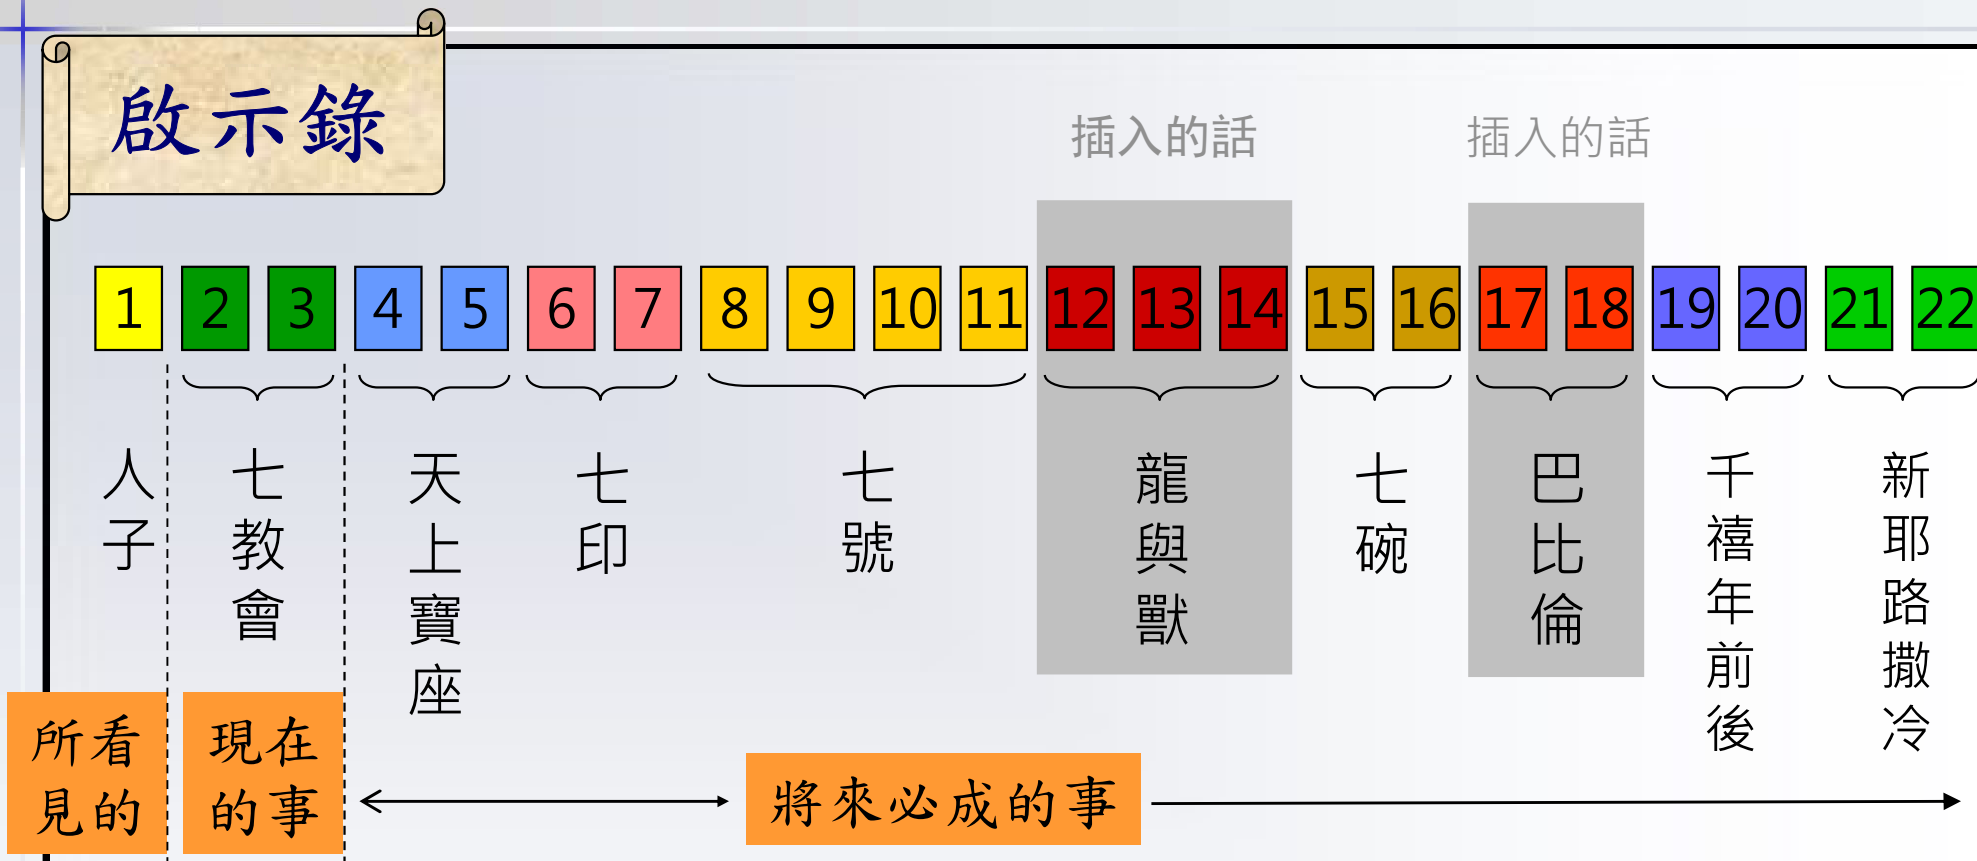 啟示錄
插入的話
插入的話
1 2 3 4 5 6 7 8 9 10 11 12 13 14 15 16 17 18 19 20 21 22
人子
七教會
天上寶座
七印
七號
龍與獸
七碗
巴比倫
千禧年前後
新耶路撒冷
所看
見的
現在
的事
將來必成的事